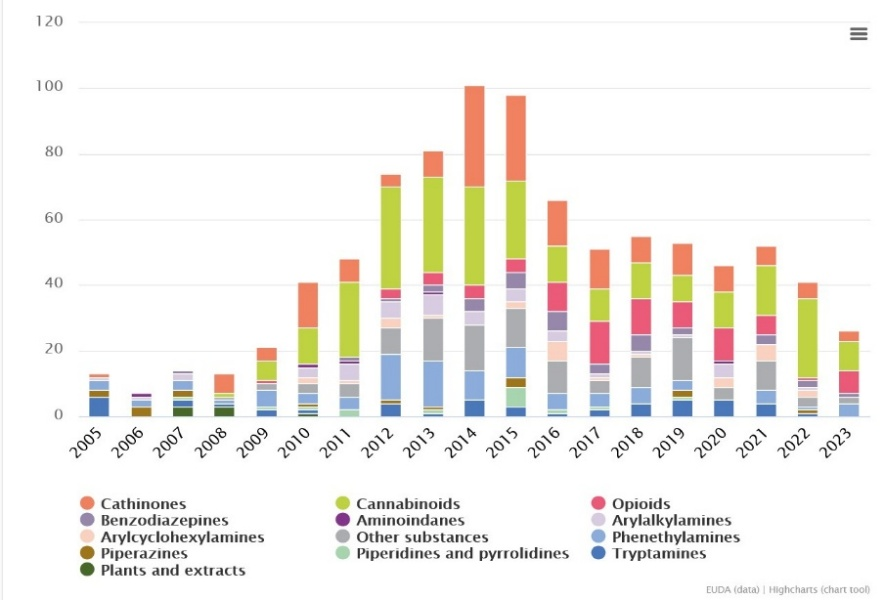 120
100
80
60
40
20
0
2005 2006 2007 2008 2009 2010 2011 2012 2013 2014 2015 2016 2017 2018 2019 2020 2021 2022 2023
Cathinones Cannabinoids Opioids
Benzodiazepines Aminoindanes Arylalkylamines
Arylcyclohexylamines Other substances Phenethylamines
Piperazines Piperidines and pyrrolidines Tryptamines
Plants and extracts
EUDA (data) | Highcharts (chart tool)